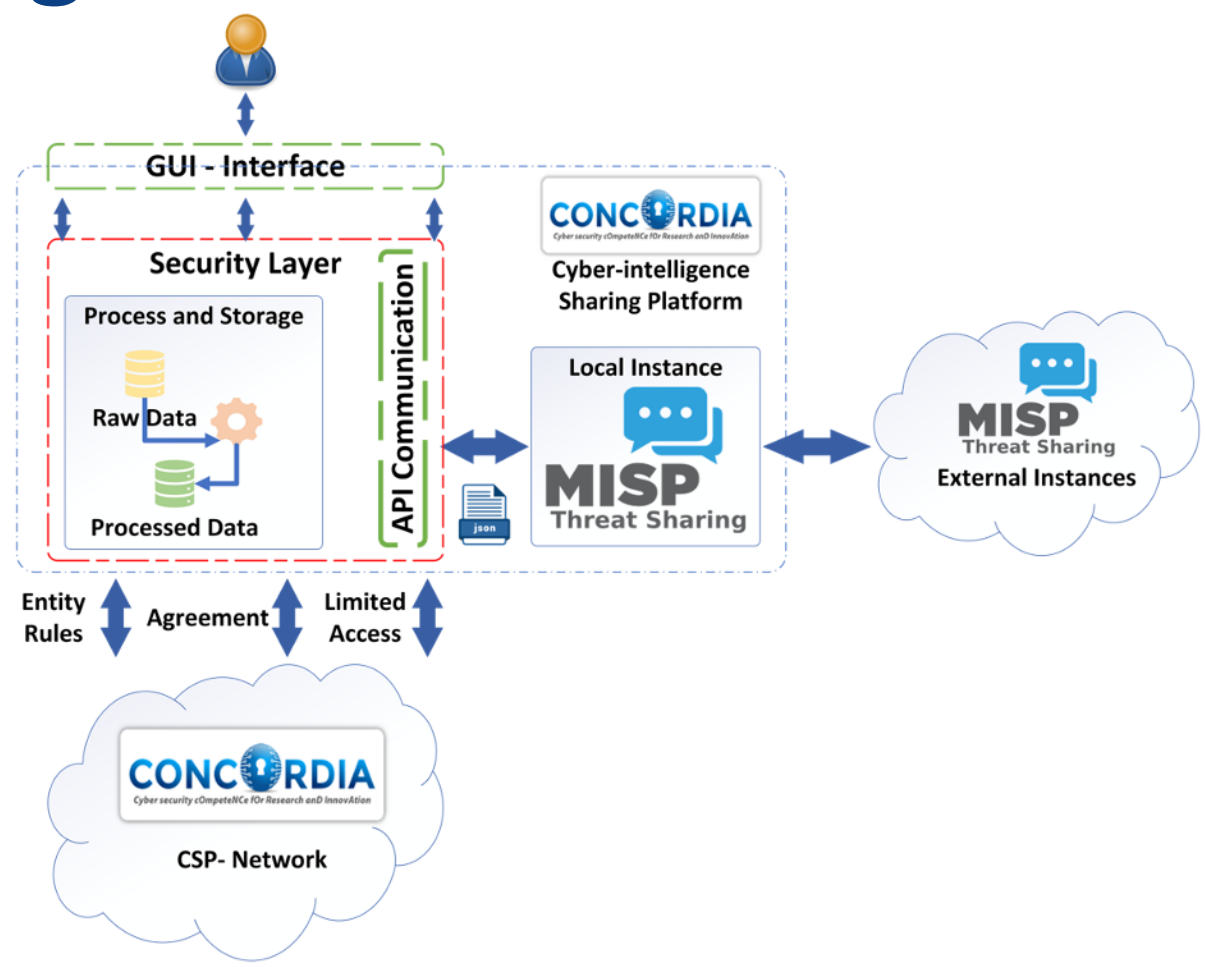 GUI - Interface
CONCORDIA
Cyber security cOmpeteNCe fOr Research anD InnovAtion
Cyber-intelligence
Sharing Platform
Security Layer
Process and Storage
Raw Data
Processed Data
API Communication
json
Local Instance
MISP
Threat Sharing
MISP
Threat Sharing
External Instances
Entity
Rules
Agreement
Limited
Access
CONCORDIA
Cyber security cOmpeteNCe fOr Research anD InnovAtion
CSP- Network